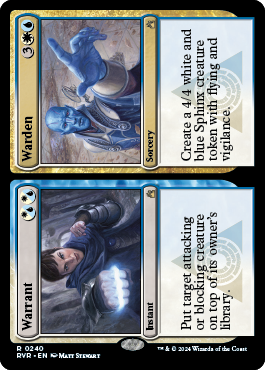 Warden 3
Sorcery
Create a 4/4 white and
blue Sphinx creature
token with flying and
vigilance.
Warrant
Instant
Put target attacking
or blocking creature
on top of its owner's
library.
R 0240
RVR • EN Matt Stewart
™ & © 2024 Wizards of the Coast